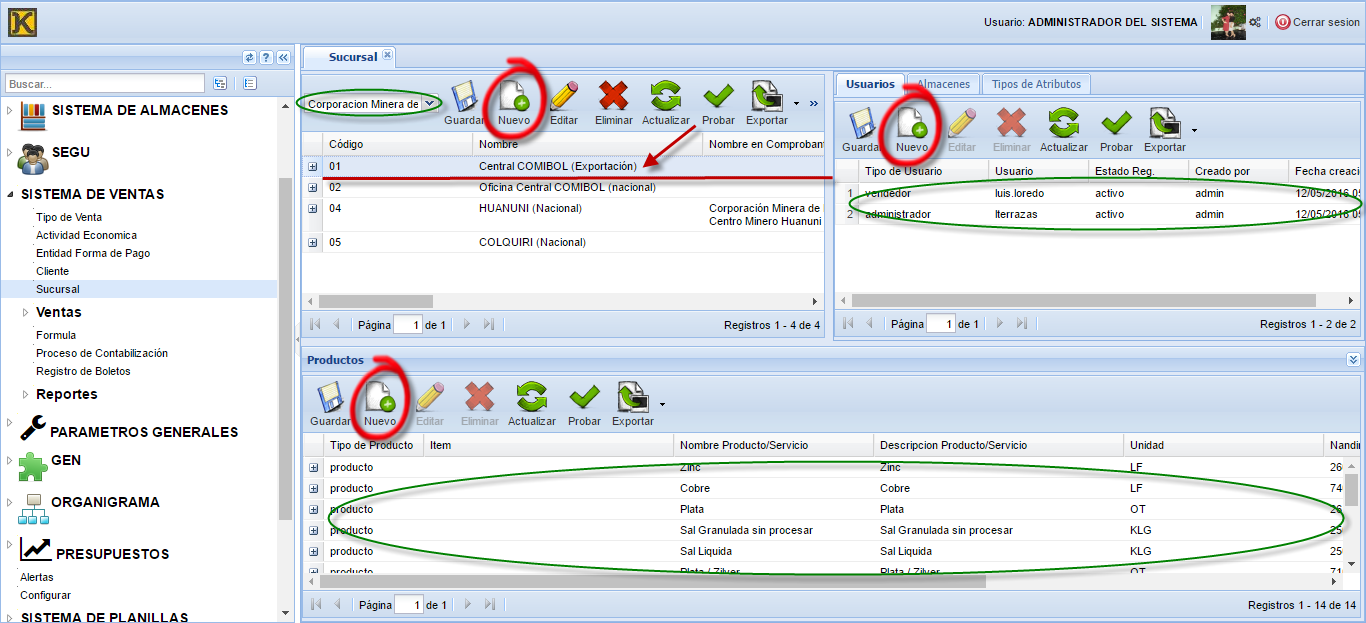 K
Usuario: ADMINISTRADOR DEL SISTEMA
Cerrar sesion
Buscar...
SISTEMA DE ALMACENES
SEGU
SISTEMA DE VENTAS
Tipo de Venta
Actividad Economica
Entidad Forma de Pago
Cliente
Sucursal
Ventas
Formula
Proceso de Contabilización
Registro de Boletos
Reportes
PARAMETROS GENERALES
GEN
ORGANIGRAMA
PRESUPUESTOS
Alertas
Configurar
SISTEMA DE PLANILLAS
Sucursal
Corporacion Minera de
Guardar Nuevo Editar Eliminar Actualizar Probar Exportar
Código Nombre Nombre en Comprobant
01 Central COMIBOL (Exportación)
02 Oficina Central COMIBOL (nacional)
04 HUANUNI (Nacional) Corporación Minera de
Centro Minero Huanuni
05 COLQUIRI (Nacional)
Página 1 de 1 Registros 1 - 4 de 4
Usuarios Almacenes Tipos de Atributos
Guardar Nuevo Editar Eliminar Actualizar Probar Exportar
Tipo de Usuario Usuario Estado Reg. Creado por Fecha creació
1 vendedor luis.loredo activo admin 12/05/2016 05
2 administrador lterrazas activo admin 12/05/2016 05
Página 1 de 1 Registros 1 - 2 de 2
Productos
Guardar Nuevo Editar Eliminar Actualizar Probar Exportar
Tipo de Producto Item Nombre Producto/Servicio Descripcion Producto/Servicio Unidad Nandin
producto Zinc Zinc LF 26
producto Cobre Cobre LF 74
producto Plata Plata OT 26
producto Sal Granulada sin procesar Sal Granulada sin procesar KLG 25
producto Sal Liquida Sal Liquida KLG 25
producto Plata / Zilver Plata / Zilver OT 71
Página 1 de 1 Registros 1 - 14 de 14